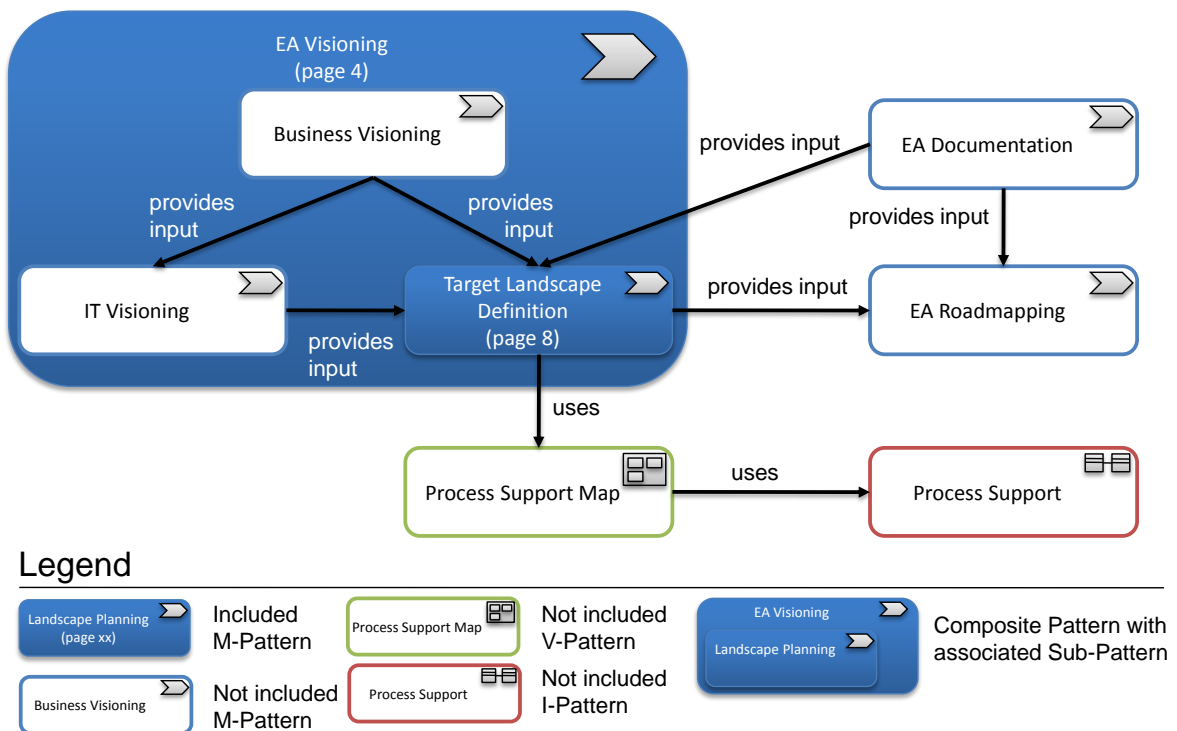 EA Visioning
(page 4)
Business Visioning
provides
input
provides
input
provides input
EA Documentation
provides input
IT Visioning
provides
input
Target Landscape
Definition
(page 8)
provides input
EA Roadmapping
uses
Process Support Map
uses
Process Support
Legend
Landscape Planning
(page xx)
Included
M-Pattern
Business Visioning
Not included
M-Pattern
Process Support Map
Not included
V-Pattern
Process Support
Not included
I-Pattern
EA Visioning
Landscape Planning
Composite Pattern with
associated Sub-Pattern